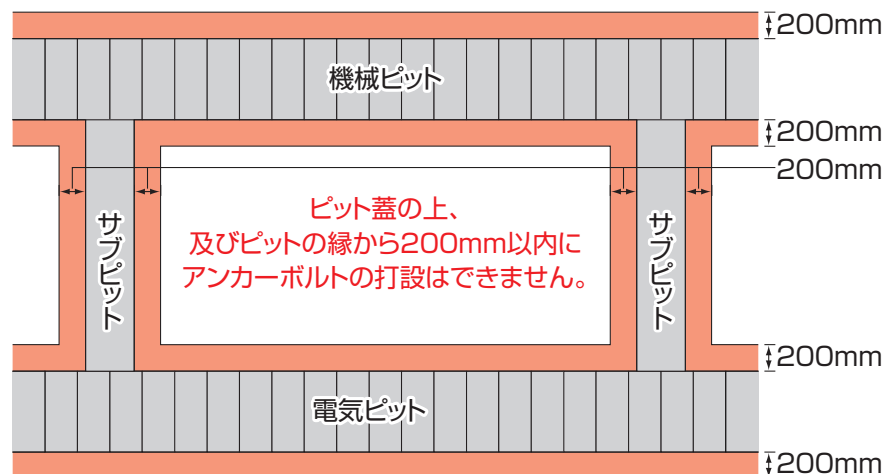 200mm
機械ピット
200mm
200mm
ピット蓋の上、
及びピットの縁から200mm以内に
アンカーボルトの打設はできません。
サブピット
サブピット
200mm
電気ピット
200mm